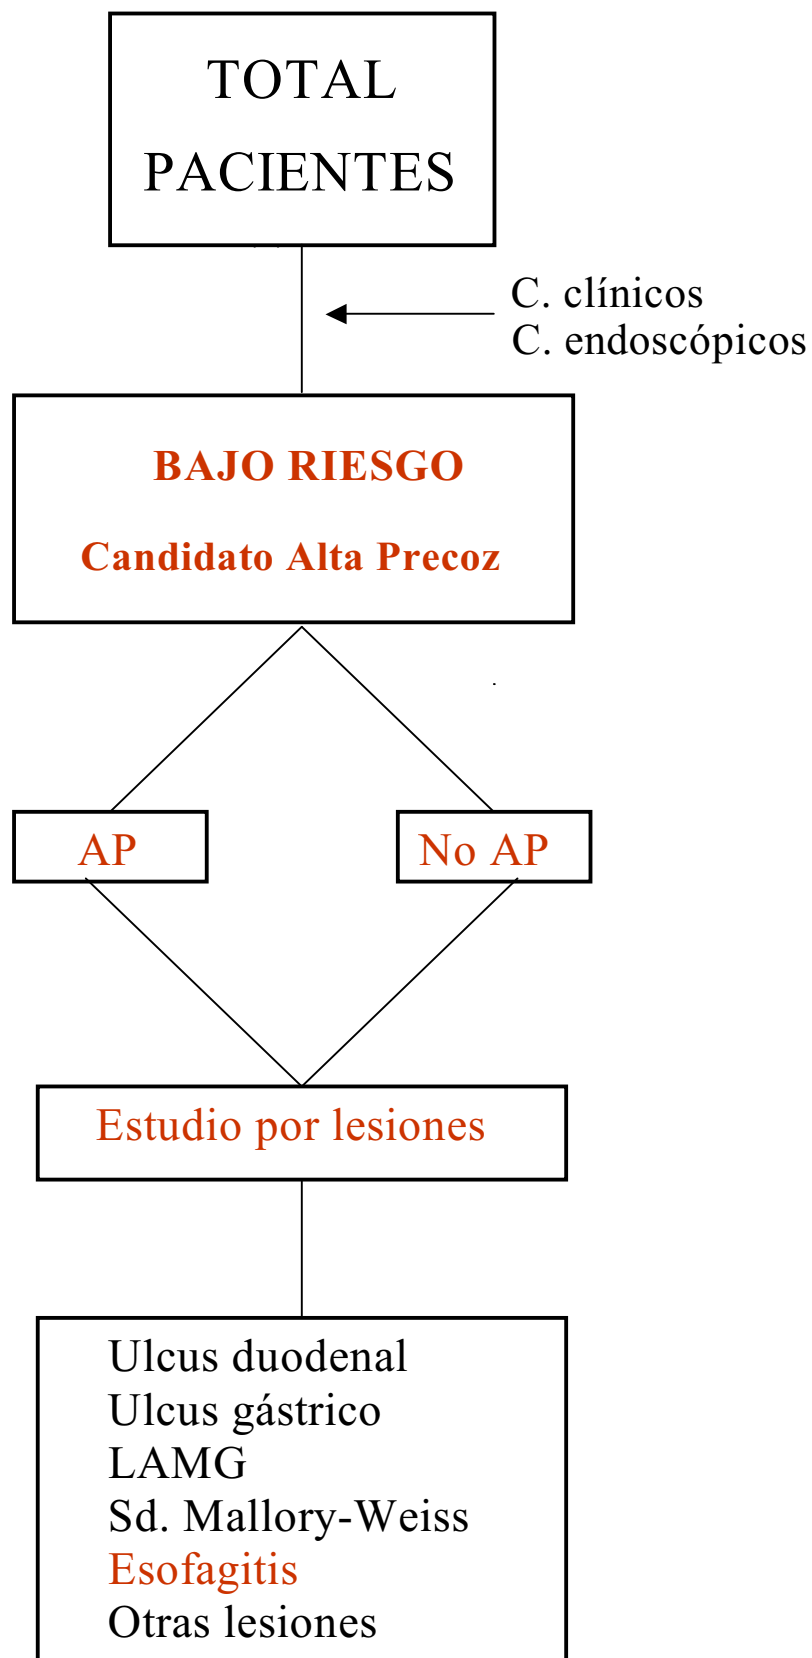 TOTAL
PACIENTES
C. clínicos
C. endoscópicos
BAJO RIESGO
Candidato Alta Precoz
AP
No AP
Estudio por lesiones
Ulcus duodenal
Ulcus gástrico
LAMG
Sd. Mallory-Weiss
Esofagitis
Otras lesiones